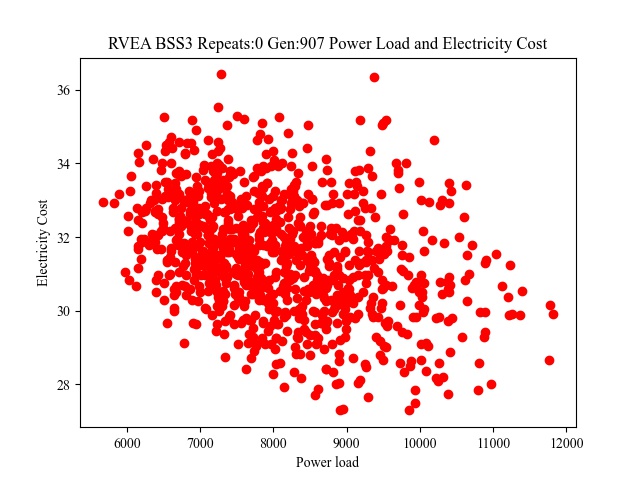 RVEA BSS3 Repeats:0 Gen:907 Power Load and Electricity Cost
36
34
32
30
28
Electricity Cost
6000 7000 8000 9000 10000 11000 12000
Power load